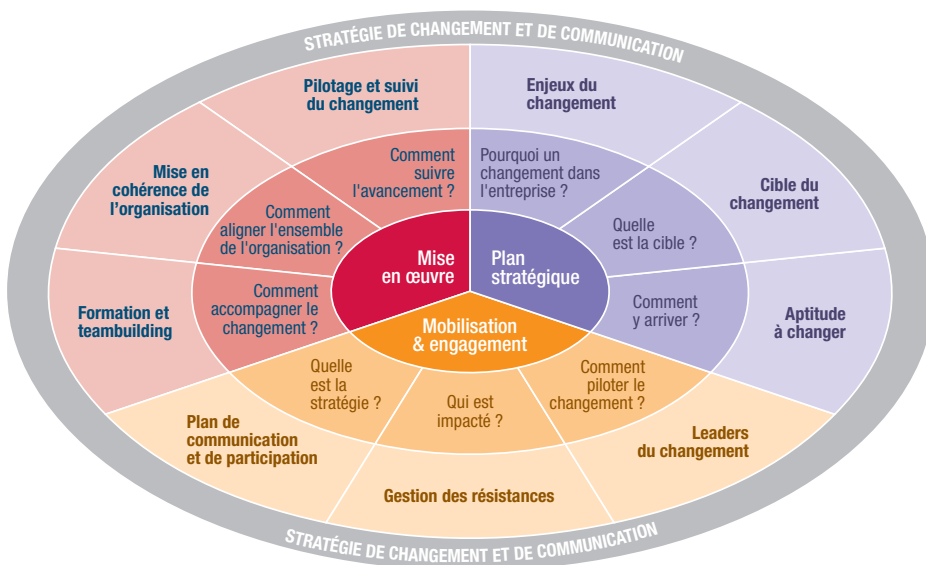 STRATÉGIE DE CHANGEMENT ET DE COMMUNICATION
Pilotage et suivi
du changement
Enjeux du
changement
Mise en
cohérence de
l'organisation
Cible du
changement
Formation et
teambuilding
Aptitude
à changer
Plan de
communication
et de participation
Gestion des résistances
Leaders
du changement
Comment
suivre
l'avancement ?
Pourquoi un
changement dans
l'entreprise ?
Comment
aligner l'ensemble
de l'organisation ?
Quelle
est la cible ?
Comment
accompagner le
changement ?
Comment
y arriver ?
Quelle
est la
stratégie ?
Qui est
impacté ?
Comment
piloter le
changement ?
Mise
en œuvre
Plan
stratégique
Mobilisation
& engagement
STRATÉGIE DE CHANGEMENT ET DE COMMUNICATION